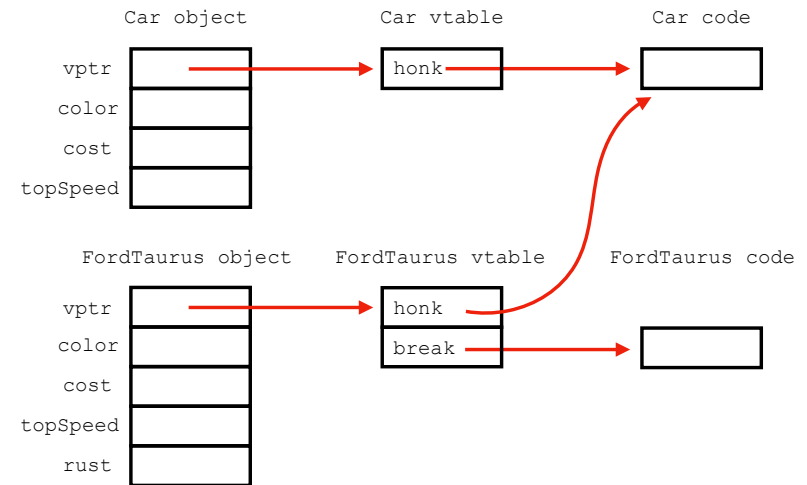 Car object Car vtable Car code
vptr honk
color
cost
topSpeed
FordTaurus object FordTaurus vtable FordTaurus code
vptr honk
color break
cost
topSpeed
rust